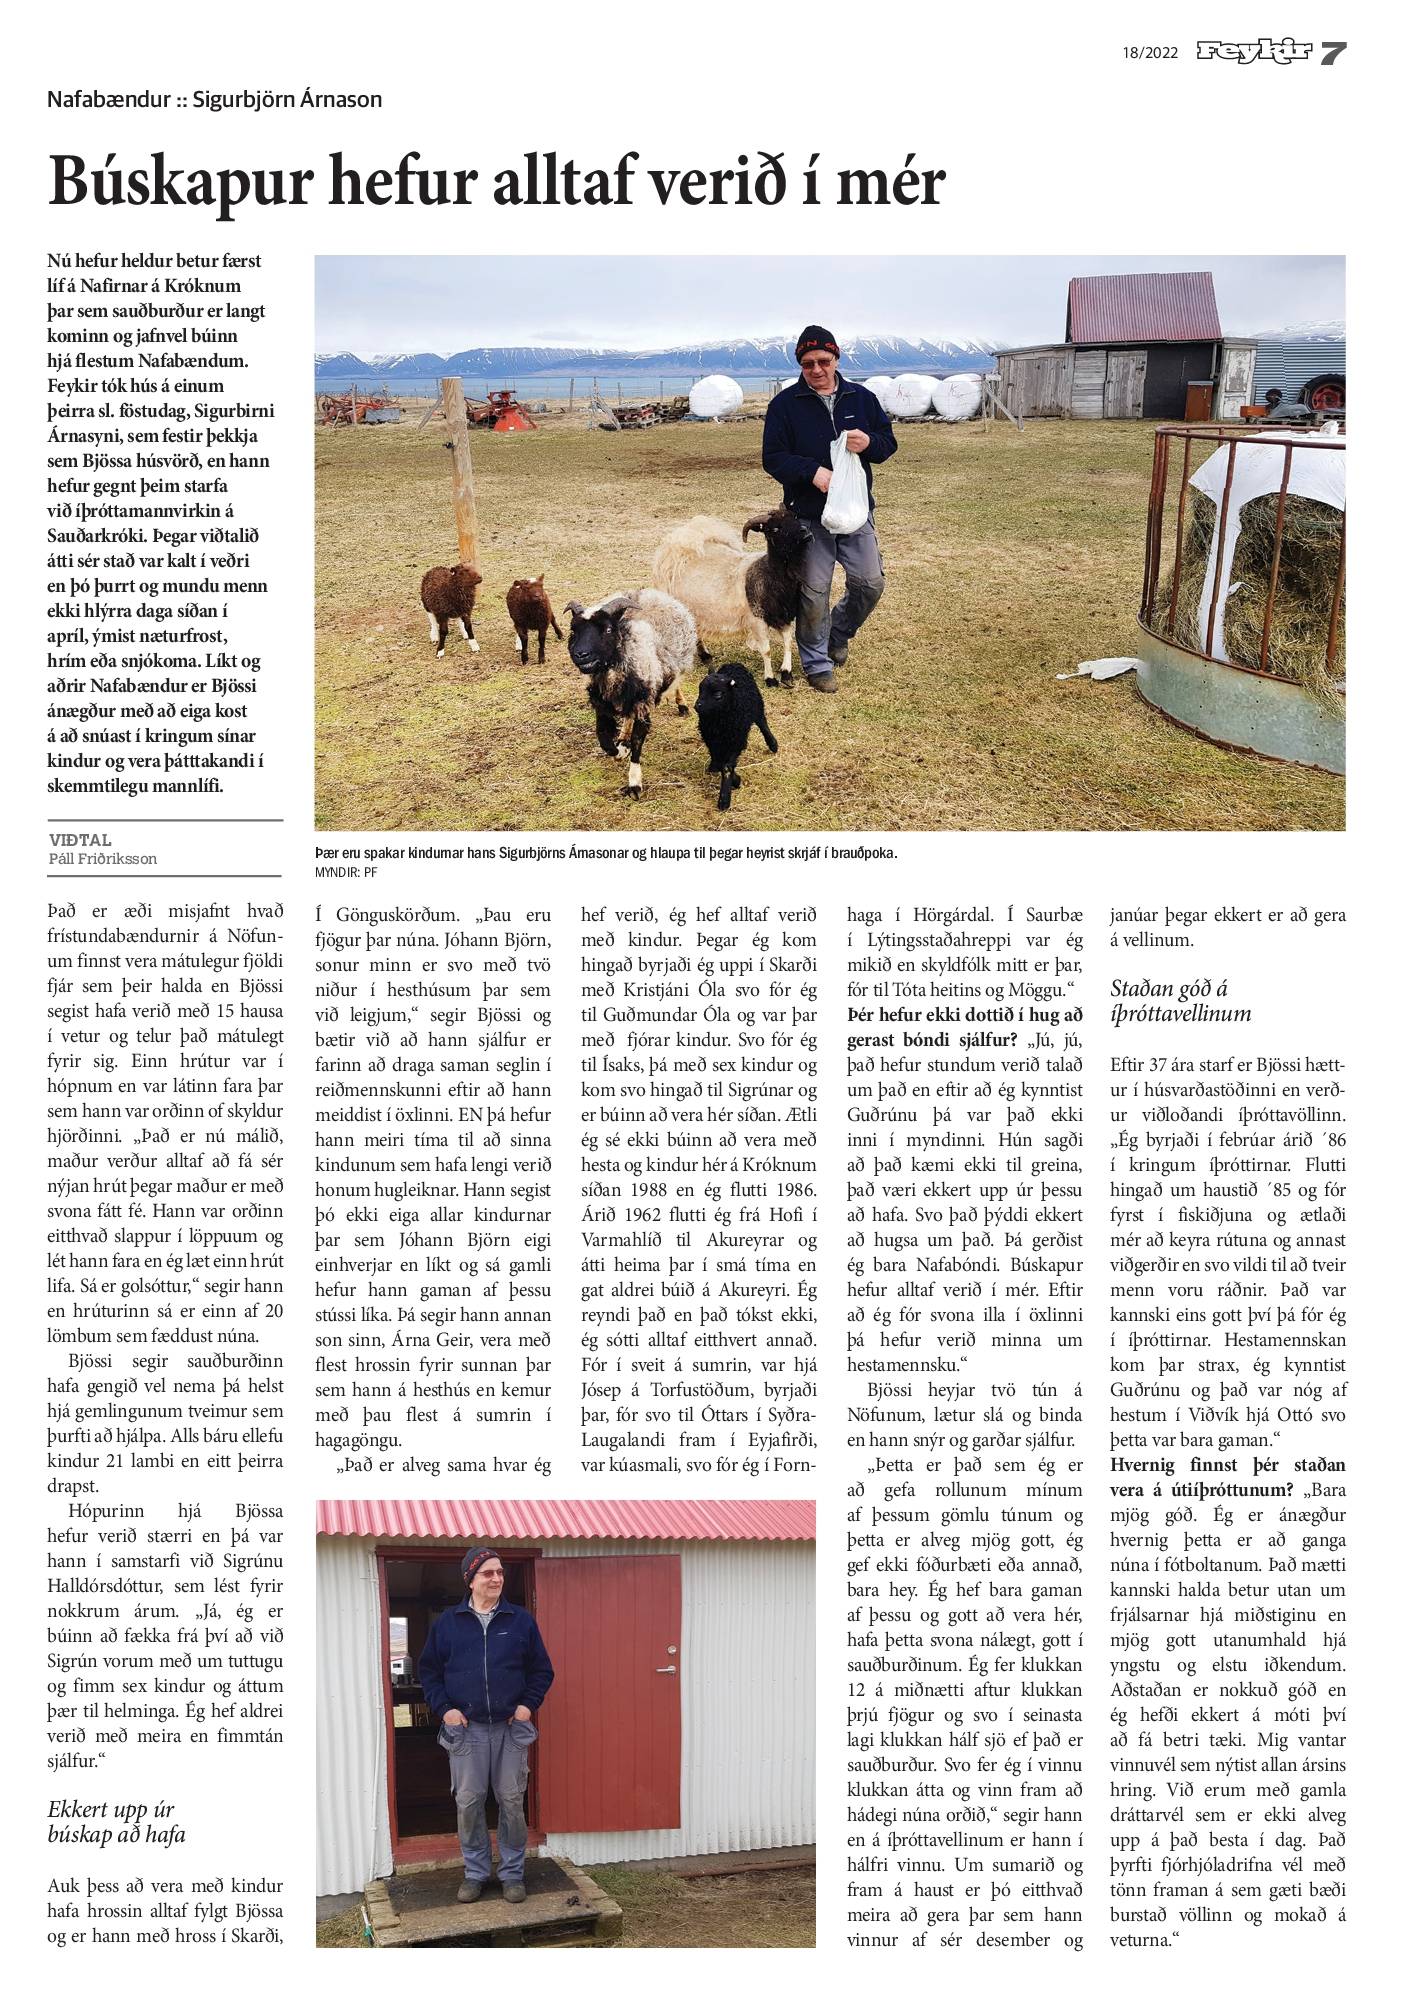 18/2022 Feykir 7
Nafabændur :: Sigurbjörn Árnason
Búskapur hefur alltaf verið í mér
Nú hefur heldur betur færst
líf á Nafirnar á Króknum
þar sem sauðburður er langt
kominn og jafnvel búinn
hjá flestum Nafabændum.
Feykir tók hús á einum
þeirra sl. föstudag, Sigurbirni
Árnasyni, sem festir þekkja
sem Bjössa húsvörð, en hann
hefur gegnt þeim starfa
við íþróttamannvirkin á
Sauðarkróki. Þegar viðtalið
átti sér stað var kalt í veðri
en þó þurrt og mundu menn
ekki hlýrra daga síðan í
apríl, ýmist næturfrost,
hrím eða snjókoma. Líkt og
aðrir Nafabændur er Bjössi
ánægður með að eiga kost
á að snúast í kringum sínar
kindur og vera þátttakandi í
skemmtilegu mannlífi.
VIÐTAL
Páll Friðriksson
Þær eru spakar kindurnar hans Sigurbjörns Árnasonar og hlaupa til þegar heyrist skrjáf í brauðpoka.
MYNDIR: PF
Það er æði misjafnt hvað
frístundabændurnir á Nöfun-
um finnst vera mátulegur fjöldi
fjár sem þeir halda en Bjössi
segist hafa verið með 15 hausa
í vetur og telur það mátulegt
fyrir sig. Einn hrútur var í
hópnum en var látinn fara þar
sem hann var orðinn of skyldur
hjörðinni. „Það er nú málið,
maður verður alltaf að fá sér
nýjan hrút þegar maður er með
svona fátt fé. Hann var orðinn
eitthvað slappur í löppuum og
lét hann fara en ég læt einn hrút
lifa. Sá er golsóttur,“ segir hann
en hrúturinn sá er einn af 20
lömbum sem fæddust núna.
Bjössi segir sauðburðinn
hafa gengið vel nema þá helst
hjá gemlingunum tveimur sem
þurfti að hjálpa. Alls báru ellefu
kindur 21 lambi en eitt þeirra
drapst.
Hópurinn hjá Bjössa
hefur verið stærri en þá var
hann í samstarfi við Sigrúnu
Halldórsdóttur, sem lést fyrir
nokkrum árum. „Já, ég er
búinn að fækka frá því að við
Sigrún vorum með um tuttugu
og fimm sex kindur og áttum
þær til helminga. Ég hef aldrei
verið með meira en fimmtán
sjálfur.“
Ekkert upp úr
búskap að hafa
Auk þess að vera með kindur
hafa hrossin alltaf fylgt Bjössa
og er hann með hross í Skarði,
Í Gönguskörðum. „Þau eru
fjögur þar núna. Jóhann Björn,
sonur minn er svo með tvö
niður í hesthúsum þar sem
við leigjum,“ segir Bjössi og
bætir við að hann sjálfur er
farinn að draga saman seglin í
reiðmennskunni eftir að hann
meiddist í öxlinni. EN þá hefur
hann meiri tíma til að sinna
kindunum sem hafa lengi verið
honum hugleiknar. Hann segist
þó ekki eiga allar kindurnar
þar sem Jóhann Björn eigi
einhverjar en líkt og sá gamli
hefur hann gaman af þessu
stússi líka. Þá segir hann annan
son sinn, Árna Geir, vera með
flest hrossin fyrir sunnan þar
sem hann á hesthús en kemur
með þau flest á sumrin í
hagagöngu.
„Það er alveg sama hvar ég
hef verið, ég hef alltaf verið
með kindur. Þegar ég kom
hingað byrjaði ég uppi í Skarði
með Kristjáni Óla svo fór ég
til Guðmundar Óla og var þar
með fjórar kindur. Svo fór ég
til Ísaks, þá með sex kindur og
kom svo hingað til Sigrúnar og
er búinn að vera hér síðan. Ætli
ég sé ekki búinn að vera með
hesta og kindur hér á Króknum
síðan 1988 en ég flutti 1986.
Árið 1962 flutti ég frá Hofi í
Varmahlíð til Akureyrar og
átti heima þar í smá tíma en
gat aldrei búið á Akureyri. Ég
reyndi það en það tókst ekki,
ég sótti alltaf eitthvert annað.
Fór í sveit á sumrin, var hjá
Jósep á Torfustöðum, byrjaði
þar, fór svo til Óttars í Syðra-
Laugalandi fram í Eyjafirði,
var kúasmali, svo fór ég í Forn-
haga í Hörgárdal. Í Saurbæ
í Lýtingsstaðahreppi var ég
mikið en skyldfólk mitt er þar,
fór til Tóta heitins og Möggu.“
Þér hefur ekki dottið í hug að
gerast bóndi sjálfur? „Jú, jú,
það hefur stundum verið talað
um það en eftir að ég kynntist
Guðrúnu þá var það ekki
inni í myndinni. Hún sagði
að það kæmi ekki til greina,
það væri ekkert upp úr þessu
að hafa. Svo það þýddi ekkert
að hugsa um það. Þá gerðist
ég bara Nafabóndi. Búskapur
hefur alltaf verið í mér. Eftir
að ég fór svona illa í öxlinni
þá hefur verið minna um
hestamennsku.“
Bjössi heyjar tvö tún á
Nöfunum, lætur slá og binda
en hann snýr og garðar sjálfur.
„Þetta er það sem ég er
að gefa rollunum mínum
af þessum gömlu túnum og
þetta er alveg mjög gott, ég
gef ekki fóðurbæti eða annað,
bara hey. Ég hef bara gaman
af þessu og gott að vera hér,
hafa þetta svona nálægt, gott í
sauðburðinum. Ég fer klukkan
12 á miðnætti aftur klukkan
þrjú fjögur og svo í seinasta
lagi klukkan hálf sjö ef það er
sauðburður. Svo fer ég í vinnu
klukkan átta og vinn fram að
hádegi núna orðið,“ segir hann
en á íþróttavellinum er hann í
hálfri vinnu. Um sumarið og
fram á haust er þó eitthvað
meira að gera þar sem hann
vinnur af sér desember og
janúar þegar ekkert er að gera
á vellinum.
Staðan góð á
íþróttavellinum
Eftir 37 ára starf er Bjössi hætt-
ur í húsvarðastöðinni en verð-
ur viðloðandi íþróttavöllinn.
„Ég byrjaði í febrúar árið ´86
í kringum íþróttirnar. Flutti
hingað um haustið ´85 og fór
fyrst í fiskiðjuna og ætlaði
mér að keyra rútuna og annast
viðgerðir en svo vildi til að tveir
menn voru ráðnir. Það var
kannski eins gott því þá fór ég
í íþróttirnar. Hestamennskan
kom þar strax, ég kynntist
Guðrúnu og það var nóg af
hestum í Viðvík hjá Ottó svo
þetta var bara gaman.“
Hvernig finnst þér staðan
vera á útiíþróttunum? „Bara
mjög góð. Ég er ánægður
hvernig þetta er að ganga
núna í fótboltanum. Það mætti
kannski halda betur utan um
frjálsarnar hjá miðstiginu en
mjög gott utanumhald hjá
yngstu og elstu iðkendum.
Aðstaðan er nokkuð góð en
ég hefði ekkert á móti því
að fá betri tæki. Mig vantar
vinnuvél sem nýtist allan ársins
hring. Við erum með gamla
dráttarvél sem er ekki alveg
upp á það besta í dag. Það
þyrfti fjórhjóladrifna vél með
tönn framan á sem gæti bæði
burstað völlinn og mokað á
veturna.“